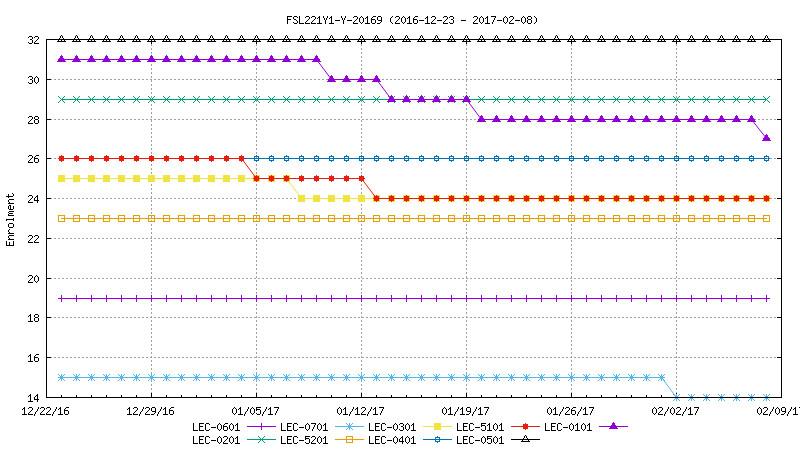 FSL221Y1-Y-20169 (2016-12-23 - 2017-02-08)
Enrolment
32
30
28
26
24
22
20
18
16
14
12/22/16 12/29/16 01/05/17 01/12/17 01/19/17 01/26/17 02/02/17 02/09/17
LEC-0601 LEC-0701 LEC-0301 LEC-5101 LEC-0101
LEC-0201 LEC-5201 LEC-0401 LEC-0501